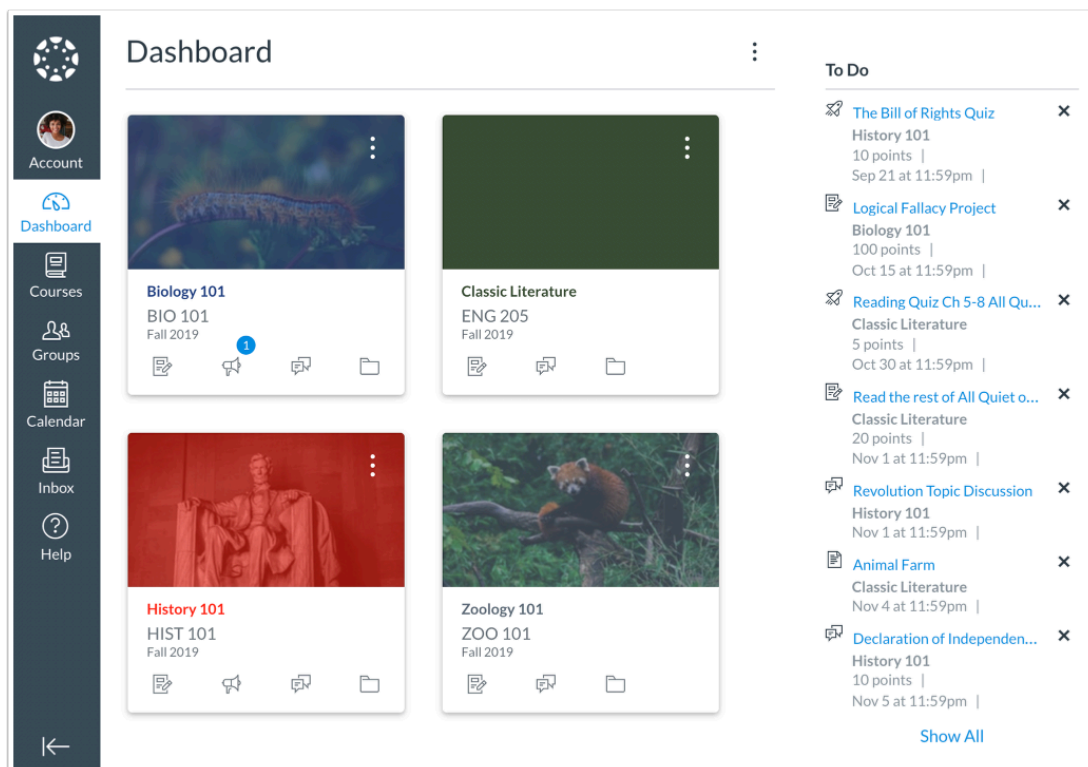 Dashboard
Account
Dashboard
Courses
Groups
Calendar
Inbox
Help
Biology 101
BIO 101
Fall 2019
1
Classic Literature
ENG 205
Fall 2019
History 101
HIST 101
Fall 2019
Zoology 101
ZOO 101
Fall 2019
To Do
The Bill of Rights Quiz
History 101
10 points |
Sep 21 at 11:59pm |
Logical Fallacy Project
Biology 101
100 points |
Oct 15 at 11:59pm |
Reading Quiz Ch 5-8 All Qu...
Classic Literature
5 points |
Oct 30 at 11:59pm |
Read the rest of All Quiet o...
Classic Literature
20 points |
Nov 1 at 11:59pm |
Revolution Topic Discussion
History 101
Nov 1 at 11:59pm |
Animal Farm
Classic Literature
Nov 4 at 11:59pm |
Declaration of Independen...
History 101
10 points |
Nov 5 at 11:59pm |
Show All